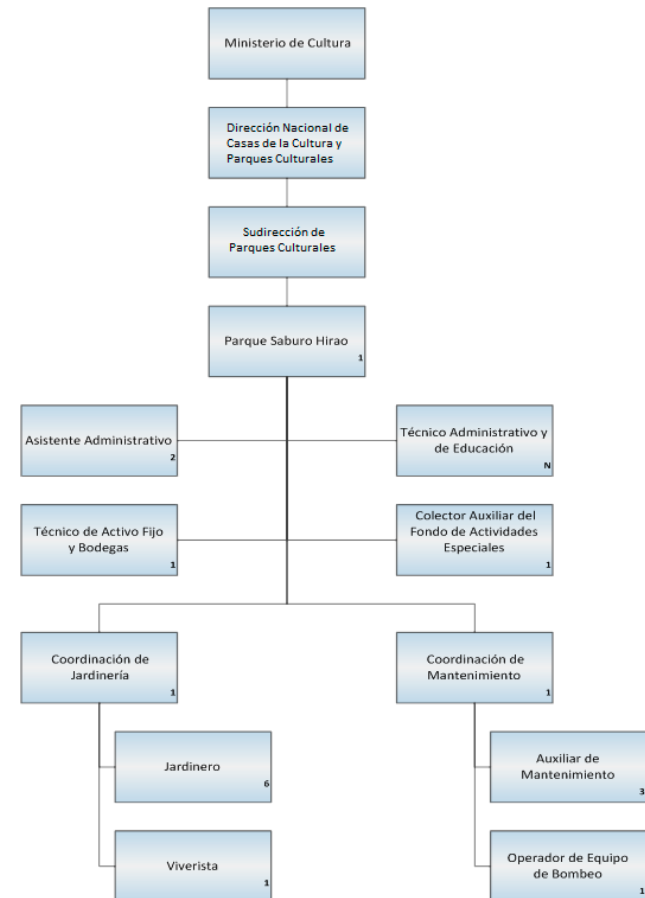 Ministerio de Cultura
Dirección Nacional de
Casas de la Cultura y
Parques Culturales
Sudirección de
Parques Culturales
Parque Saburo Hirao
1
Asistente Administrativo
2
Técnico Administrativo y
de Educación
N
Técnico de Activo Fijo
y Bodegas
1
Colector Auxiliar del
Fondo de Actividades
Especiales
1
Coordinación de
Jardinería
1
Coordinación de
Mantenimiento
1
Jardinero
6
Auxiliar de
Mantenimiento
3
Viverista
1
Operador de Equipo
de Bombeo
1